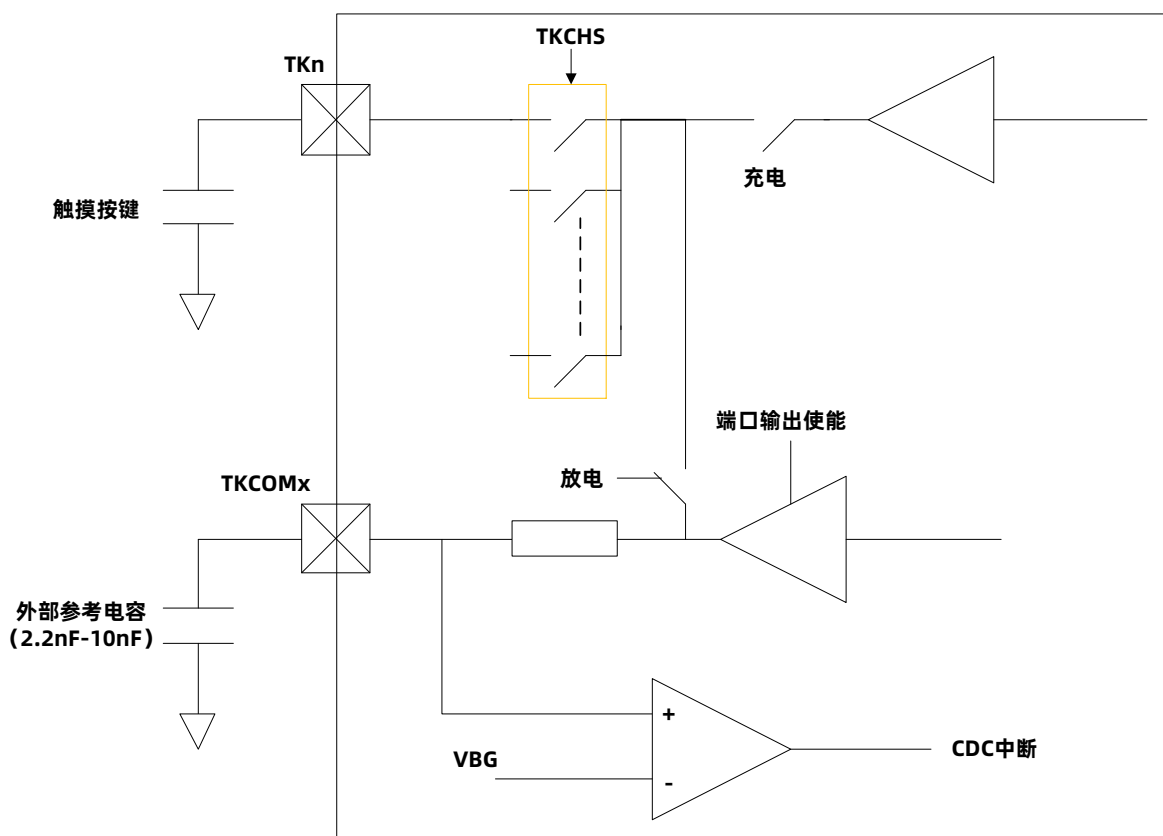 TKCHS
TKn
充电
触摸按键
端口输出使能
放电
TKCOMx
外部参考电容
（2.2nF-10nF）
+
VBG
-
CDC中断